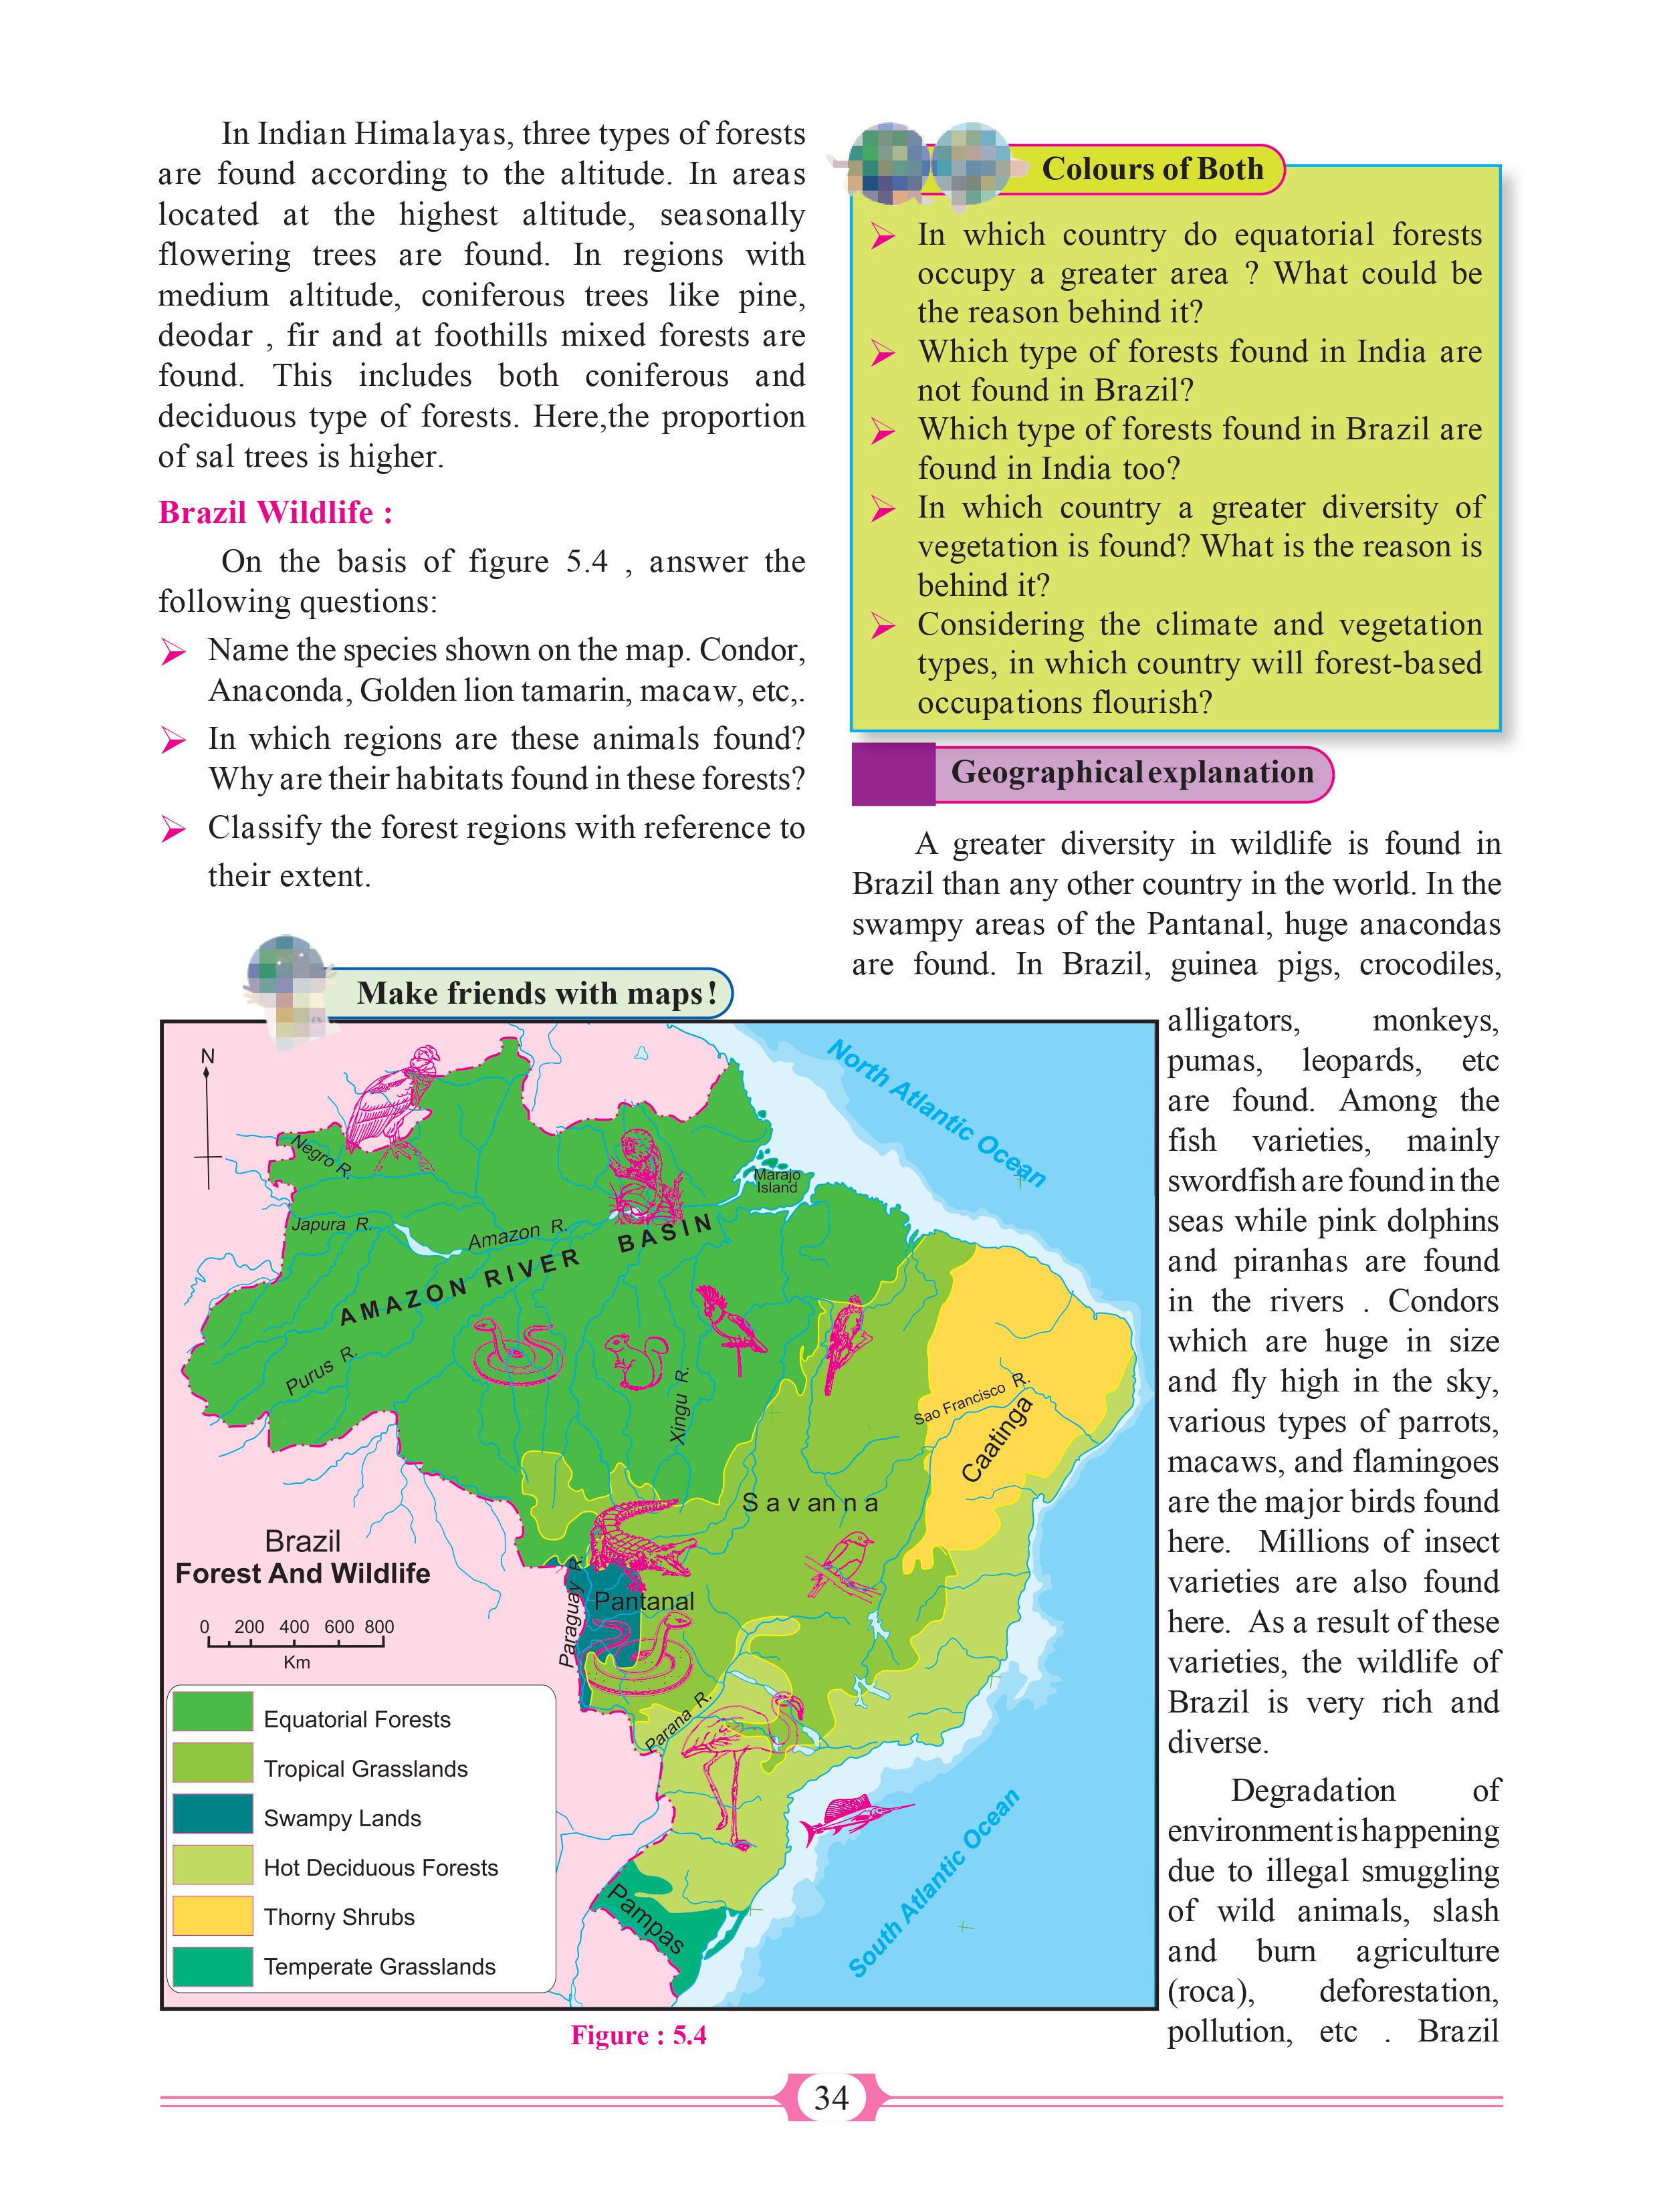 In Indian Himalayas, three types of forests
are found according to the altitude. In areas
located at the highest altitude, seasonally
flowering trees are found. In regions with
medium altitude, coniferous trees like pine,
deodar , fir and at foothills mixed forests are
found. This includes both coniferous and
deciduous type of forests. Here,the proportion
of sal trees is higher.
Brazil Wildlife :
On the basis of figure 5.4 , answer the
following questions:
Name the species shown on the map. Condor,
Anaconda, Golden lion tamarin, macaw, etc,.
In which regions are these animals found?
Why are their habitats found in these forests?
Classify the forest regions with reference to
their extent.
Colours of Both
In which country do equatorial forests
occupy a greater area ? What could be
the reason behind it?
Which type of forests found in India are
not found in Brazil?
Which type of forests found in Brazil are
found in India too?
In which country a greater diversity of
vegetation is found? What is the reason is
behind it?
Considering the climate and vegetation
types, in which country will forest-based
occupations flourish?
Geographical explanation
A greater diversity in wildlife is found in
Brazil than any other country in the world. In the
swampy areas of the Pantanal, huge anacondas
are found. In Brazil, guinea pigs, crocodiles,
alligators, monkeys,
pumas, leopards, etc
are found. Among the
fish varieties, mainly
swordfish are found in the
seas while pink dolphins
and piranhas are found
in the rivers . Condors
which are huge in size
and fly high in the sky,
various types of parrots,
macaws, and flamingoes
are the major birds found
here. Millions of insect
varieties are also found
here. As a result of these
varieties, the wildlife of
Brazil is very rich and
diverse.
Degradation of
environment is happening
due to illegal smuggling
of wild animals, slash
and burn agriculture
(roca), deforestation,
pollution, etc . Brazil
Make friends with maps!
N
North Atlantic Ocean
Negro R.
Marajo
Island
Japura R.
Amazon R.
AMAZON RIVER BASIN
Purus R.
Xingu R.
Sao Francisco R.
Caatinga
Savanna
Brazil
Forest And Wildlife
0 200 400 600 800
Km
Paraguay R.
Pantanal
Parana R.
Pampas
South Atlantic Ocean
Equatorial Forests
Tropical Grasslands
Swampy Lands
Hot Deciduous Forests
Thorny Shrubs
Temperate Grasslands
Figure : 5.4
34